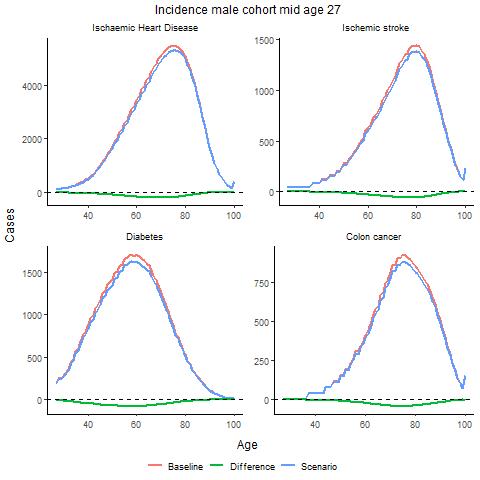 Incidence male cohort mid age 27
Ischaemic Heart Disease
Ischemic stroke
4000
2000
0
40 60 80 100
1500
1000
500
0
40 60 80 100
Cases
Diabetes
Colon cancer
1500
1000
500
0
40 60 80 100
750
500
250
0
40 60 80 100
Age
Baseline Difference Scenario